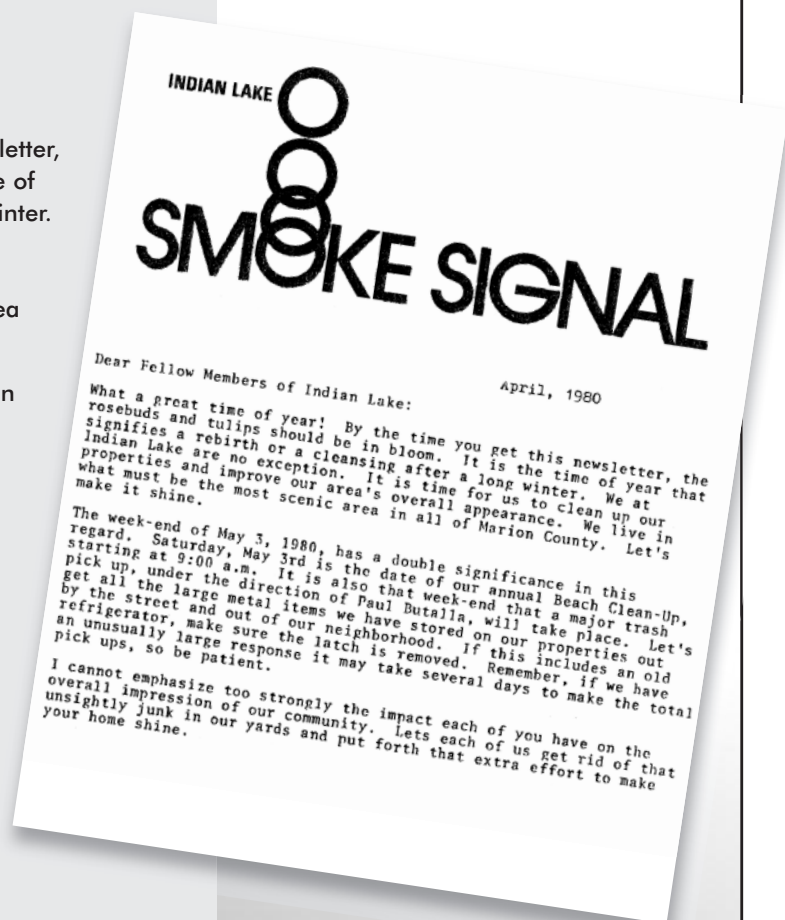 letter,
e of
inter.
ea
n
INDIAN LAKE
SMOKE SIGNAL
April, 1980
Dear Fellow Members of Indian Lake:
What a great time of year! By the time you get this newsletter, the
rosebuds and tulips should be in bloom. It is the time of year that
signifies a rebirth or a cleansing after a long winter. We at
Indian Lake are no exception. It is time for us to clean up our
properties and improve our area's overall appearance. We live in
what must be the most scenic area in all of Marion County. Let's
make it shine.
The week-end of May 3, 1980, has a double significance in this
regard. Saturday, May 3rd is the date of our annual Beach Clean-Up,
starting at 9:00 a.m. It is also that week-end that a major trash
pick up, under the direction of Paul Butalla, will take place. Let's
get all the large metal items we have stored on our properties out
by the street and out of our neighborhood. If this includes an old
refrigerator, make sure the latch is removed. Remember, if we have
an unusually large response it may take several days to make the total
pick ups, so be patient.
I cannot emphasize too strongly the impact each of you have on the
overall impression of our community. Lets each of us get rid of that
unsightly junk in our yards and put forth that extra effort to make
your home shine.